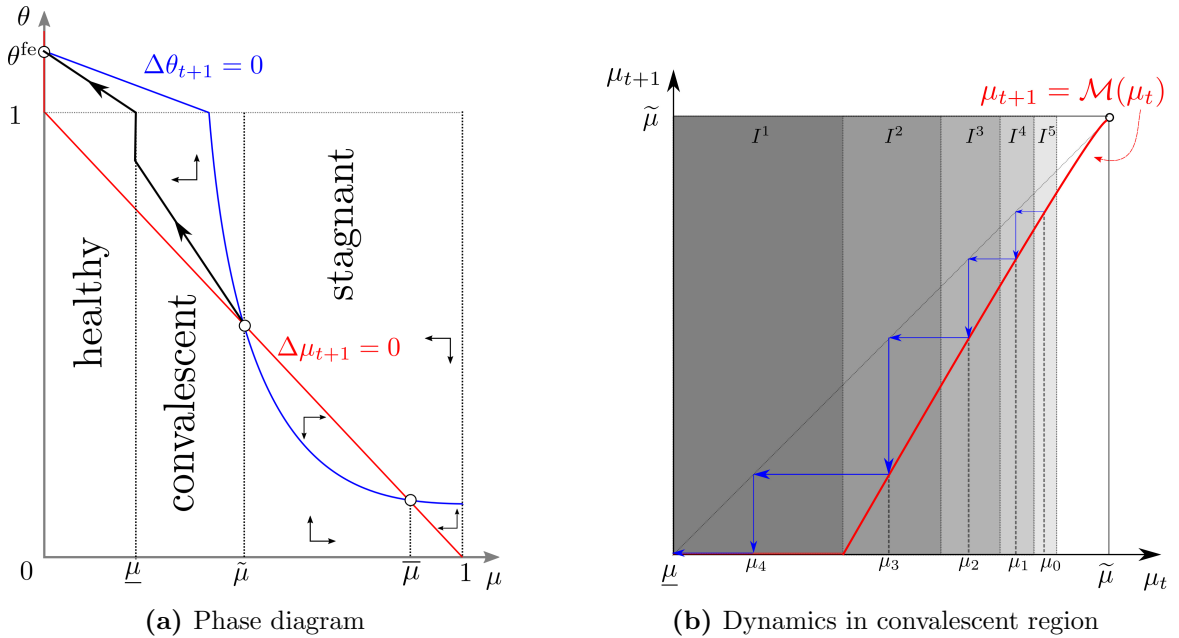 θ
θ^fe
Δθ_{t+1} = 0
1
healthy
convalescent
stagnant
Δμ_{t+1} = 0
0
μ̲
μ̃
μ̅
1
μ
(a) Phase diagram
μ_{t+1}
μ̃
μ_{t+1} = ℳ(μ_t)
I^1
I^2
I^3
I^4
I^5
μ̲
μ_4
μ_3
μ_2
μ_1
μ_0
μ̃
μ_t
(b) Dynamics in convalescent region